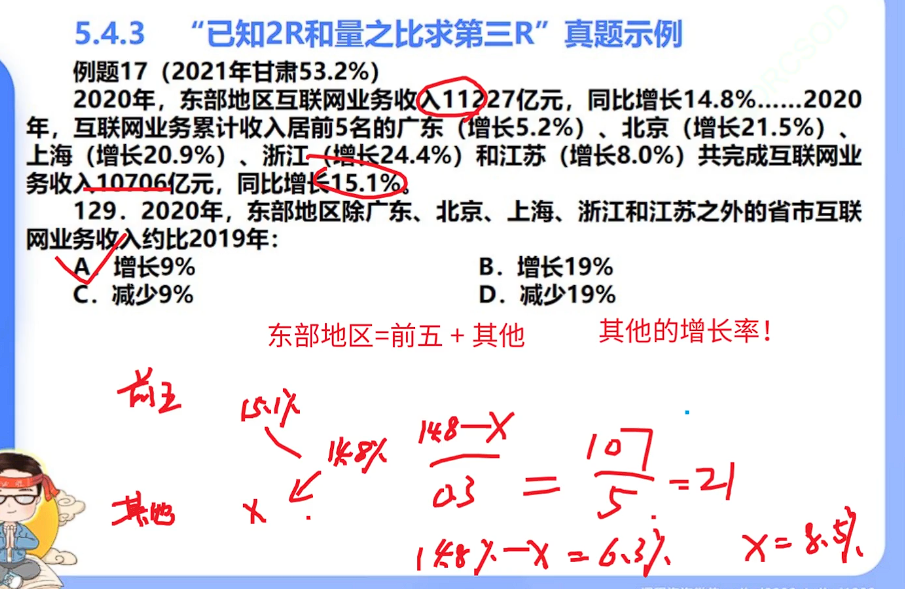 5.4.3 “已知2R和量之比求第三R”真题示例
例题17（2021年甘肃53.2%）
2020年，东部地区互联网业务收入11227亿元，同比增长14.8%……2020
年，互联网业务累计收入居前5名的广东（增长5.2%）、北京（增长21.5%）、
上海（增长20.9%）、浙江（增长24.4%）和江苏（增长8.0%）共完成互联网业
务收入10706亿元，同比增长15.1%。
129．2020年，东部地区除广东、北京、上海、浙江和江苏之外的省市互联
网业务收入约比2019年：
A．增长9% B．增长19%
C．减少9% D．减少19%
东部地区=前五 + 其他 其他的增长率！
前五
15.1%
14.8%
其他 X
14.8—X / 0.3 = 107 / 5 = 21
14.8%—X = 6.3% X = 8.5%